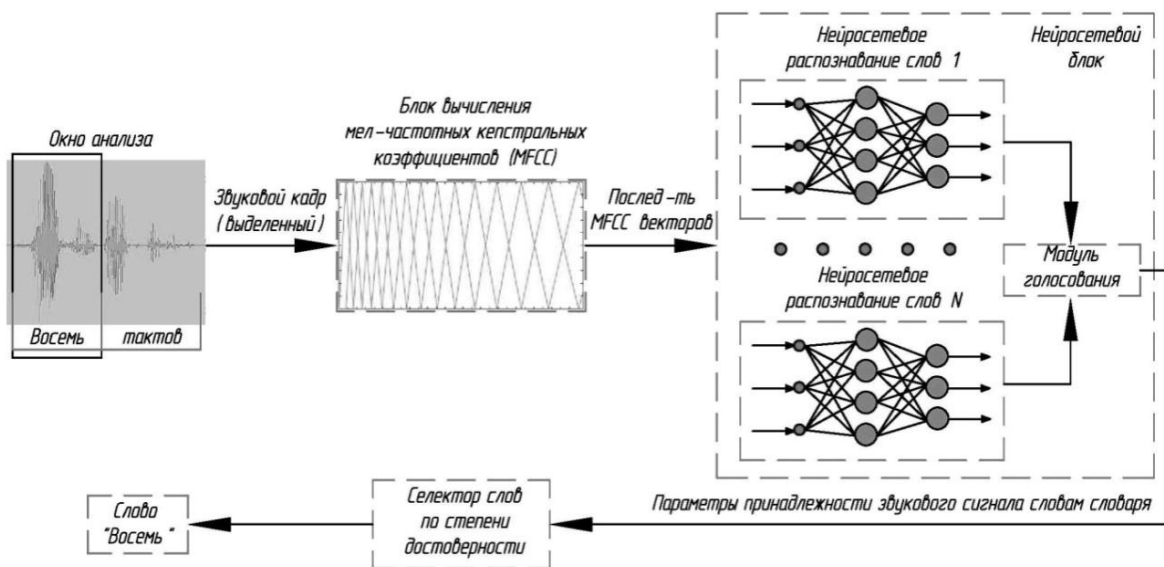 Окно анализа
Восемь
тактов
Звуковой кадр
(выделенный)
Блок вычисления
мел-частотных кепстральных
коэффициентов (MFCC)
Послед-ть
MFCC векторов
Нейросетевое
распознавание слов 1
Нейросетевой
блок
Нейросетевое
распознавание слов N
Модуль
голосования
Параметры принадлежности звукового сигнала словам словаря
Селектор слов
по степени
достоверности
Слово
"Восемь"